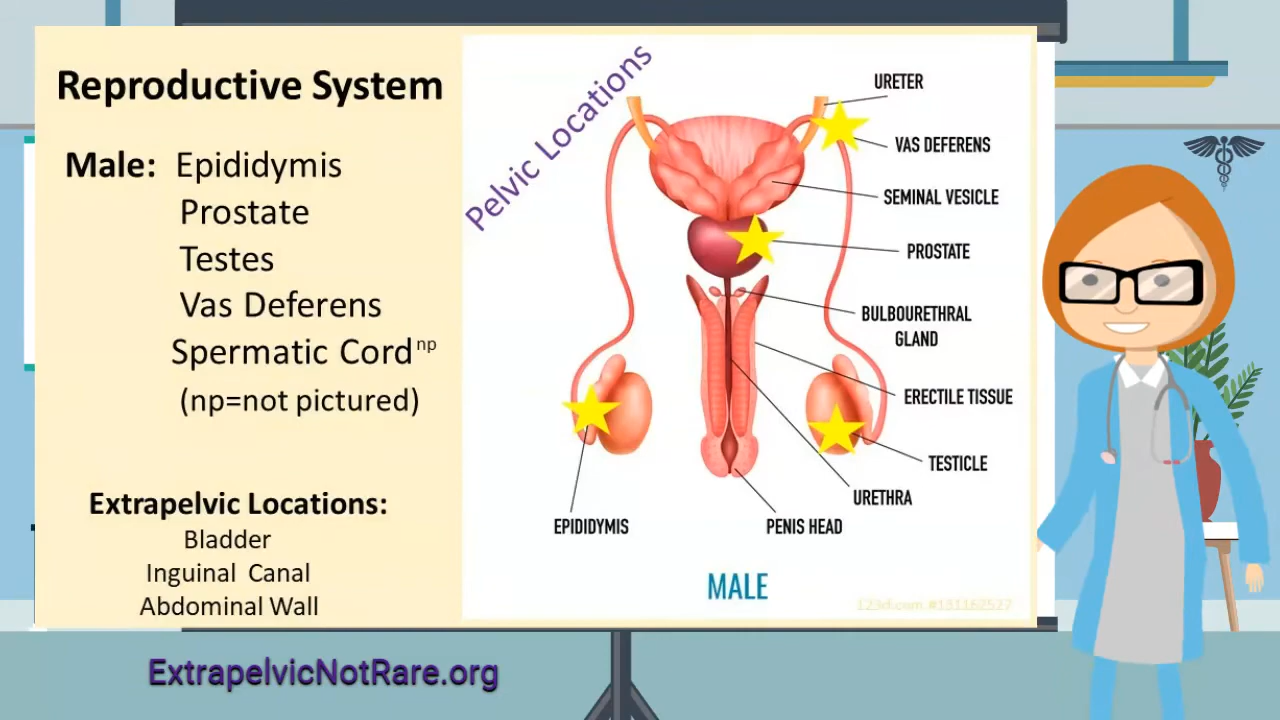 Reproductive System
Male: Epididymis
Prostate
Testes
Vas Deferens
Spermatic Cord np
(np=not pictured)
Extrapelvic Locations:
Bladder
Inguinal Canal
Abdominal Wall
Pelvic Locations
URETER
VAS DEFERENS
SEMINAL VESICLE
PROSTATE
BULBOURETHRAL
GLAND
ERECTILE TISSUE
TESTICLE
URETHRA
PENIS HEAD
EPIDIDYMIS
MALE
ExtrapelvicNotRare.org